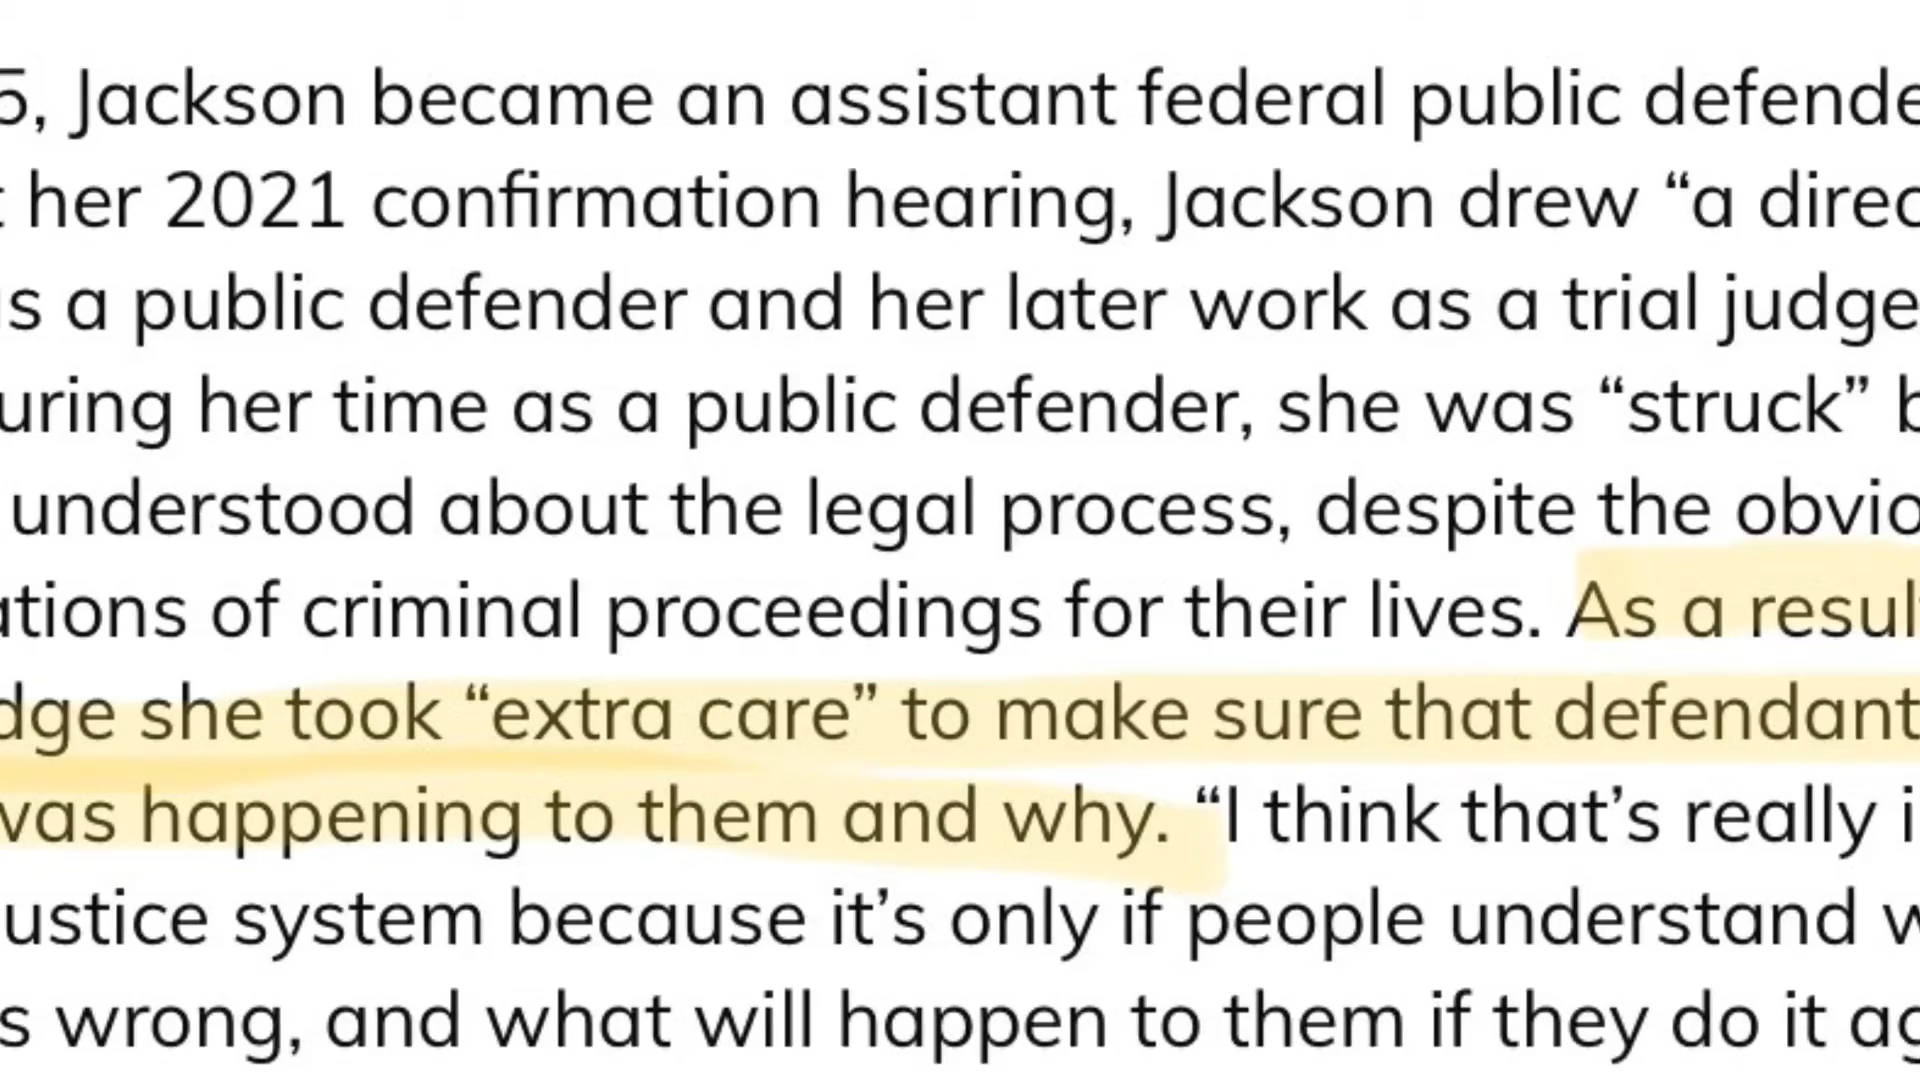 5, Jackson became an assistant federal public defende
her 2021 confirmation hearing, Jackson drew “a direc
s a public defender and her later work as a trial judge
uring her time as a public defender, she was “struck” b
understood about the legal process, despite the obvio
ations of criminal proceedings for their lives. As a resul
dge she took “extra care” to make sure that defendant
was happening to them and why. “I think that’s really i
ustice system because it’s only if people understand w
s wrong, and what will happen to them if they do it ag